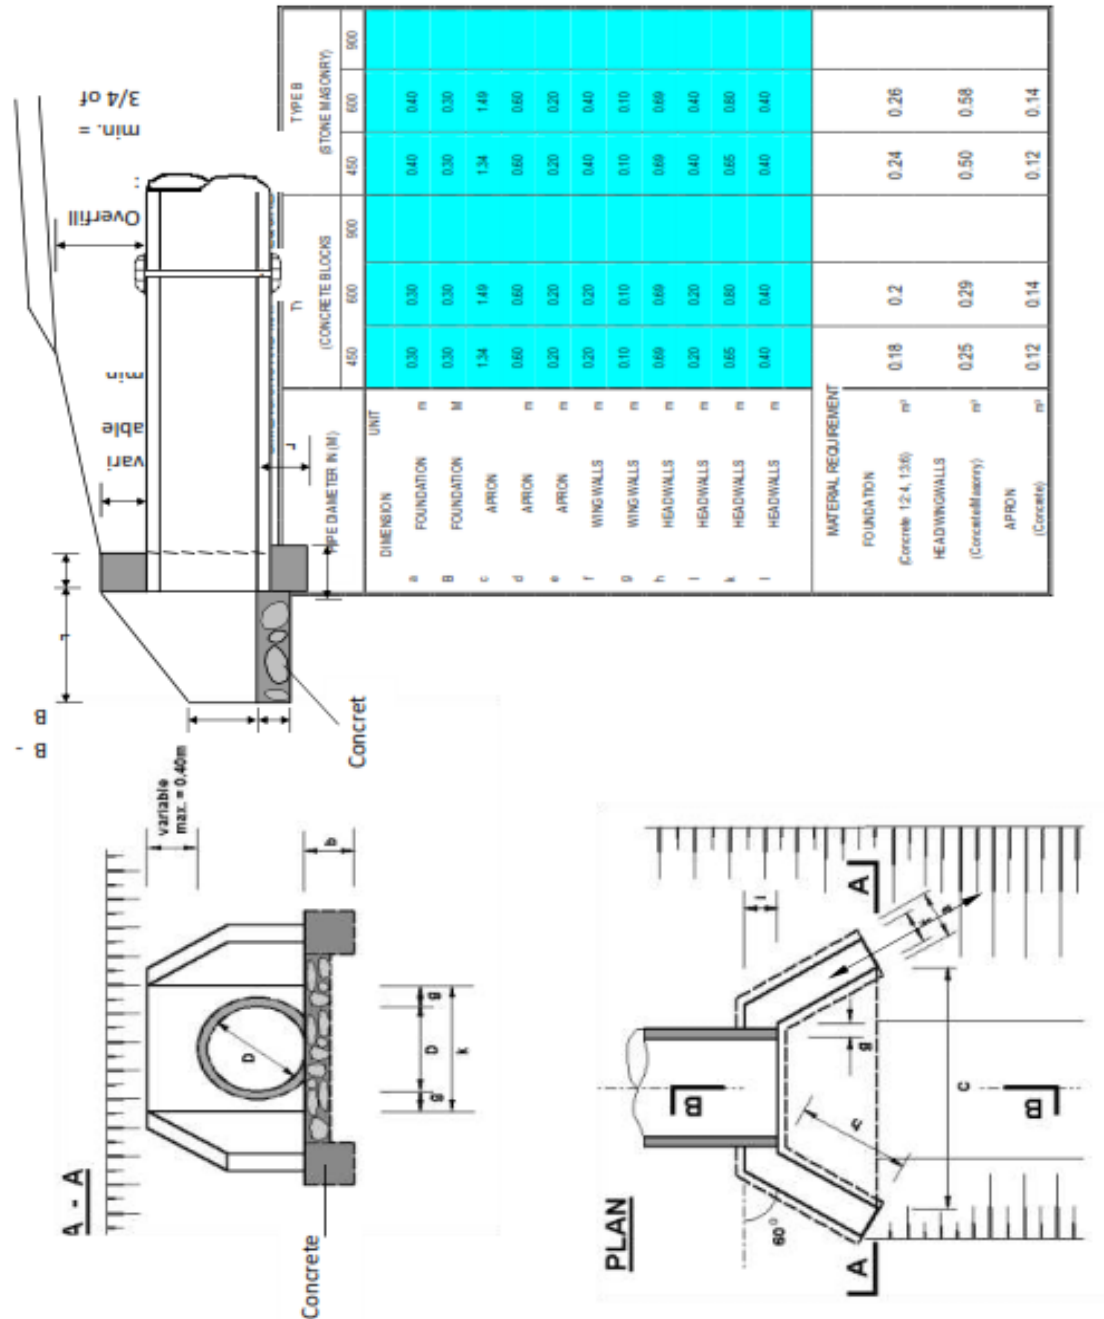 3/4 of
min. =
:
Overfill
min
able
vari
r
L
B
- B
Concret
A - A
variable
max. = 0.40m
b
D
g
D
g
k
Concrete
PLAN
A
A
B
B
60°
l
f
a
g
h
C
PIPE DIAMETER IN (M)
(CONCRETE BLOCKS
TYPE B
(STONE MASONRY)
450 600 900 450 600 900
DIMENSION UNIT
a FOUNDATION m 0.30 0.30 0.40 0.40
B FOUNDATION M 0.30 0.30 0.30 0.30
c APRON 1.34 1.49 1.34 1.49
d APRON m 0.60 0.60 0.60 0.60
e APRON m 0.20 0.20 0.20 0.20
f WINGWALLS m 0.20 0.20 0.40 0.40
g WINGWALLS m 0.10 0.10 0.10 0.10
h HEADWALLS m 0.69 0.69 0.69 0.69
I HEADWALLS m 0.20 0.20 0.40 0.40
k HEADWALLS m 0.65 0.80 0.65 0.80
l HEADWALLS m 0.40 0.40 0.40 0.40
MATERIAL REQUIREMENT
FOUNDATION m³ 0.18 0.2 0.24 0.26
(Concrete 1:2:4, 1:3:6)
HEAD/WINGWALLS m³ 0.25 0.29 0.50 0.58
(Concrete/Masonry)
APRON m³ 0.12 0.14 0.12 0.14
(Concrete)